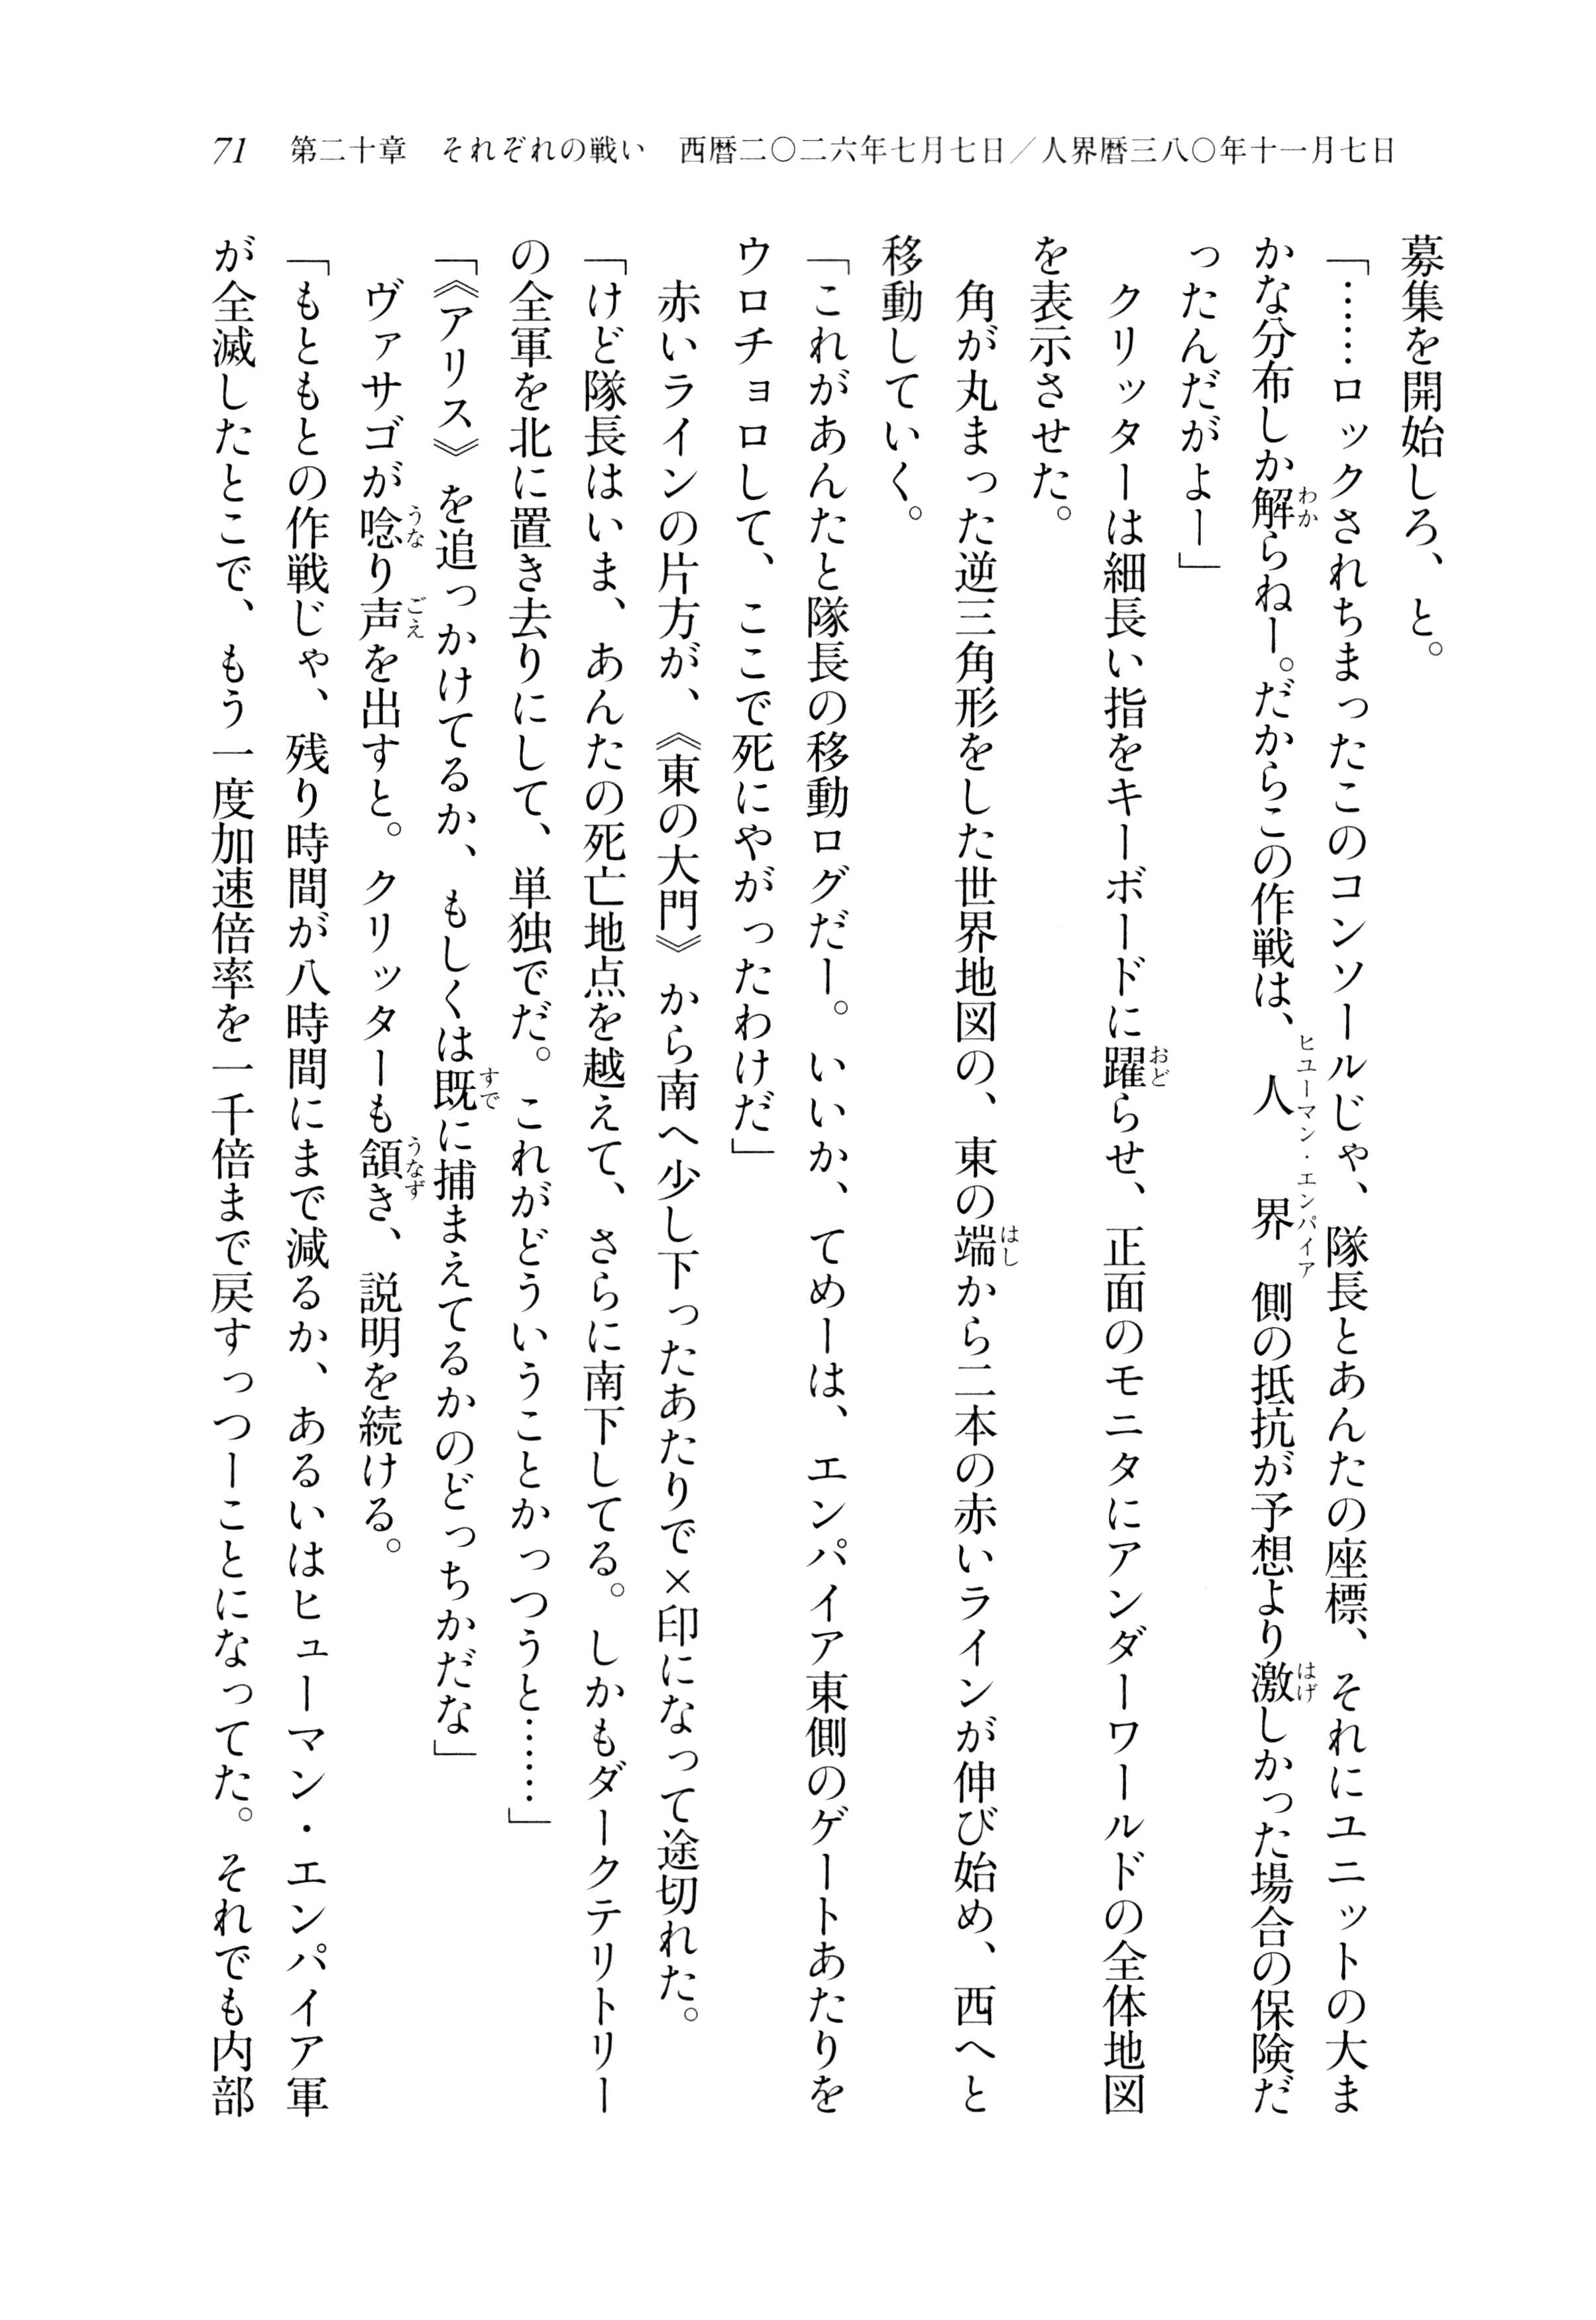 71　第二十章　それぞれの戦い　西暦二〇二六年七月七日／人界暦三八〇年十一月七日
募集を開始しろ、と。
「……ロックされちまったこのコンソールじゃ、隊長とあんたの座標、それにユニットの大ま
かな分布しか解らねー。だからこの作戦は、人界側の抵抗が予想より激しかった場合の保険だ
ったんだがよー」
　クリッターは細長い指をキーボードに躍らせ、正面のモニタにアンダーワールドの全体地図
を表示させた。
　角が丸まった逆三角形をした世界地図の、東の端から二本の赤いラインが伸び始め、西へと
移動していく。
「これがあんたと隊長の移動ログだー。いいか、てめーは、エンパイア東側のゲートあたりを
ウロチョロして、ここで死にやがったわけだ」
　赤いラインの片方が、《東の大門》から南へ少し下ったあたりで×印になって途切れた。
「けど隊長はいま、あんたの死亡地点を越えて、さらに南下してる。しかもダークテリトリー
の全軍を北に置き去りにして、単独でだ。これがどういうことかっつうと……」
「《アリス》を追っかけてるか、もしくは既に捕まえてるかのどっちかだな」
　ヴァサゴが唸り声を出すと。クリッターも頷き、説明を続ける。
「もともとの作戦じゃ、残り時間が八時間にまで減るか、あるいはヒューマン・エンパイア軍
が全滅したとこで、もう一度加速倍率を一千倍まで戻すっつーことになってた。それでも内部